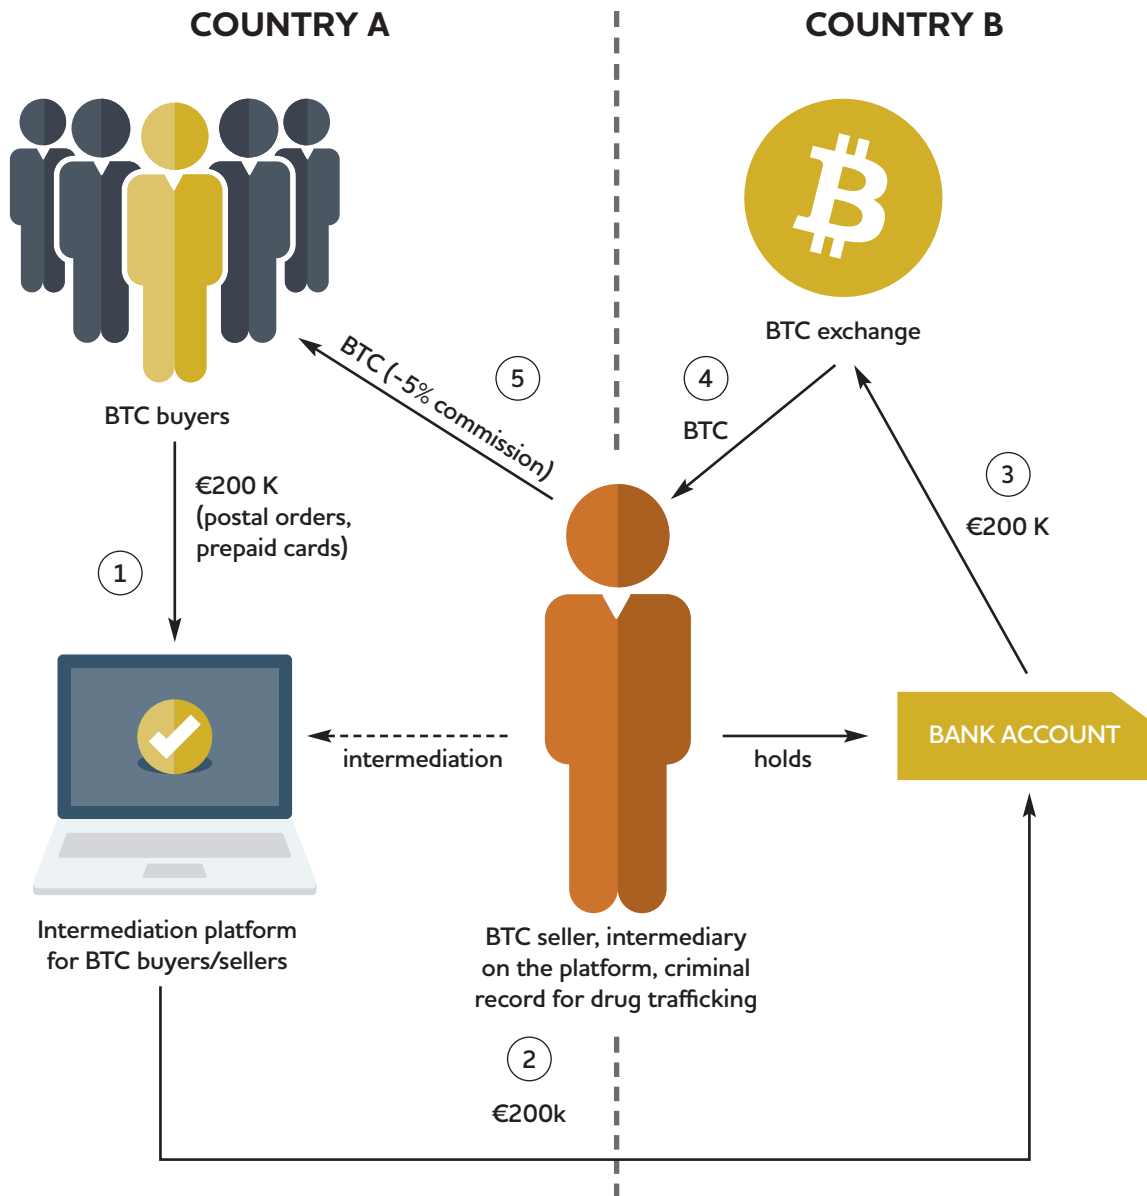 COUNTRY A
COUNTRY B
BTC exchange
BTC (-5% commission)
5
4
BTC
BTC buyers
€200 K
(postal orders,
prepaid cards)
1
3
€200 K
intermediation
holds
BANK ACCOUNT
Intermediation platform
for BTC buyers/sellers
BTC seller, intermediary
on the platform, criminal
record for drug trafficking
2
€200k